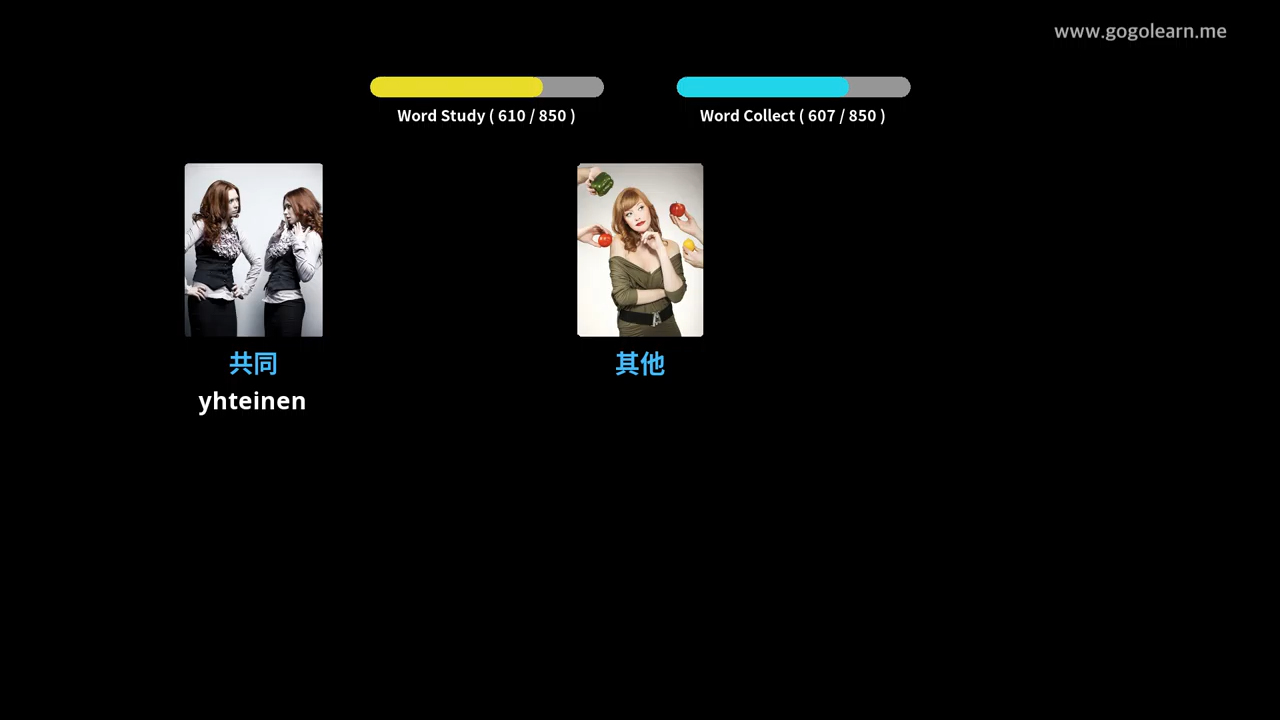 www.gogolearn.me
Word Study ( 610 / 850 )
Word Collect ( 607 / 850 )
共同
其他
yhteinen